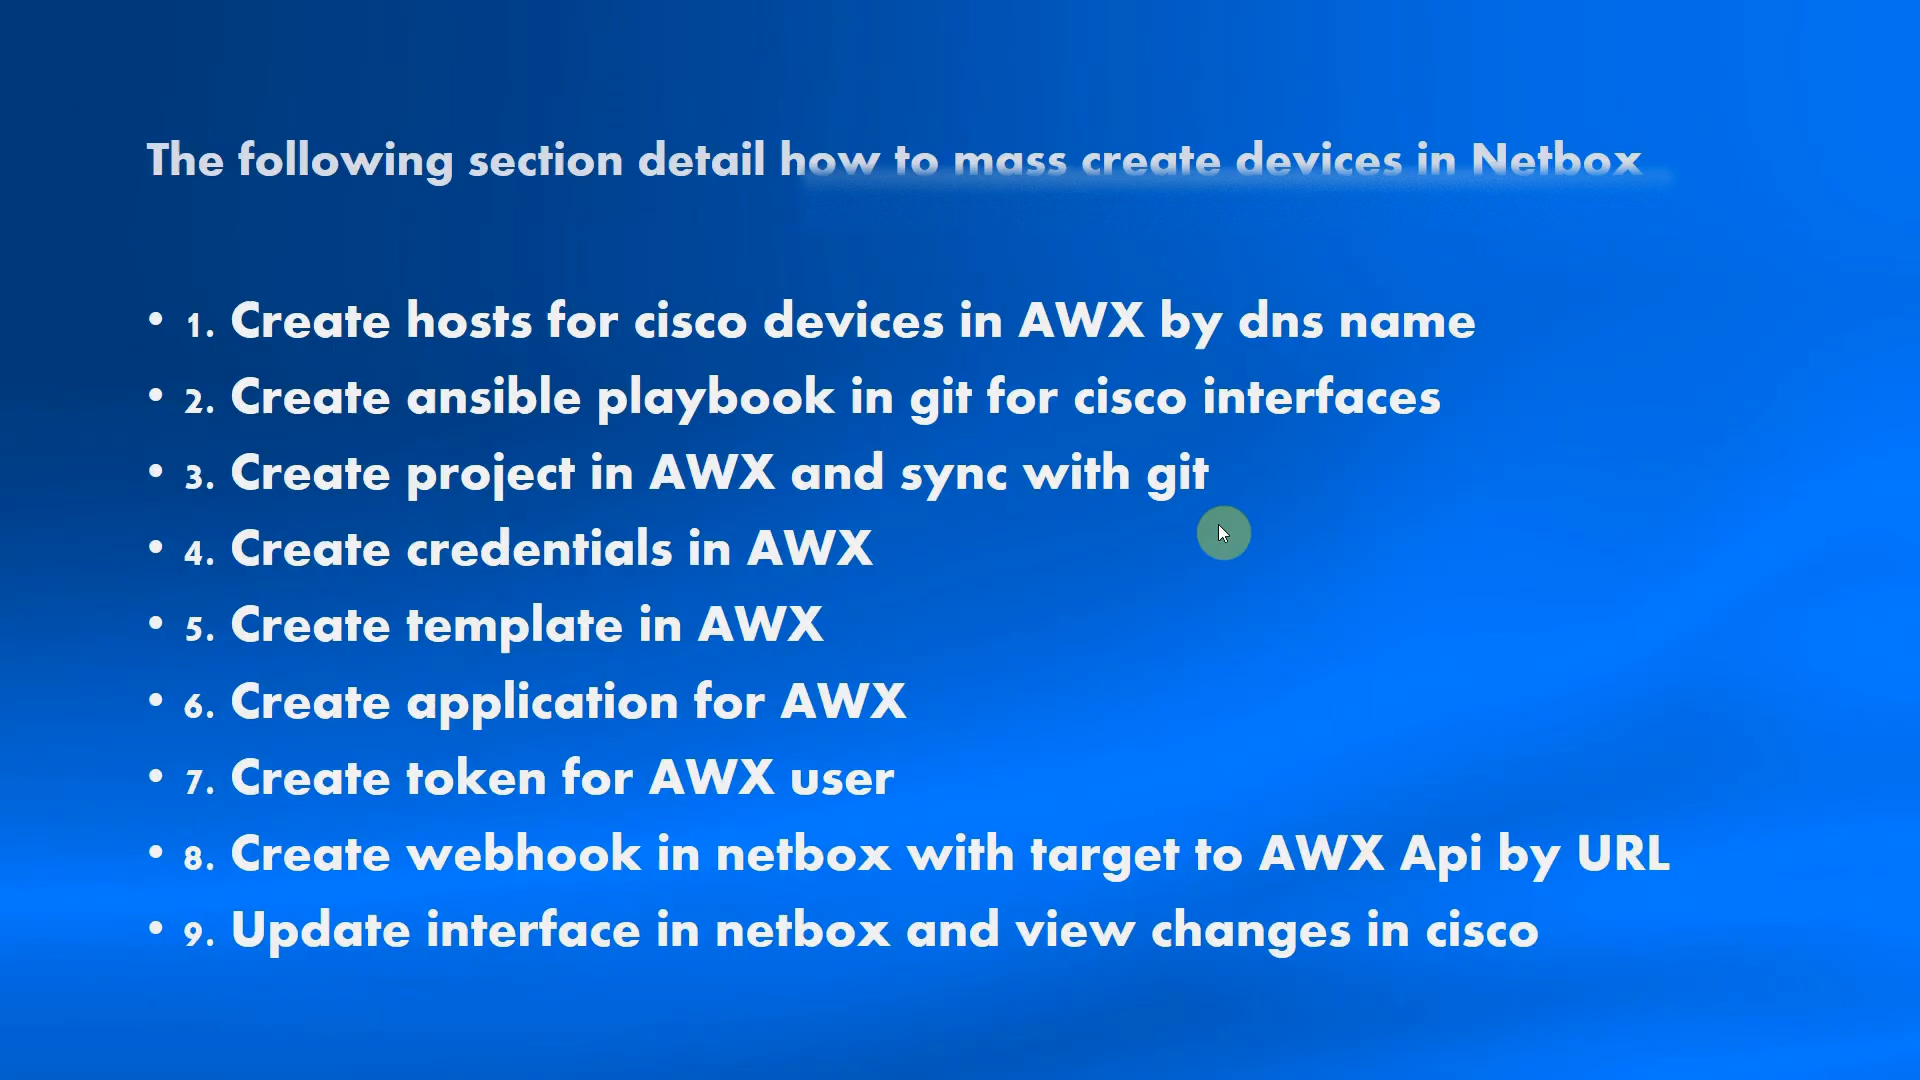 The following section detail how to mass create devices in Netbox
• 1. Create hosts for cisco devices in AWX by dns name
• 2. Create ansible playbook in git for cisco interfaces
• 3. Create project in AWX and sync with git
• 4. Create credentials in AWX
• 5. Create template in AWX
• 6. Create application for AWX
• 7. Create token for AWX user
• 8. Create webhook in netbox with target to AWX Api by URL
• 9. Update interface in netbox and view changes in cisco